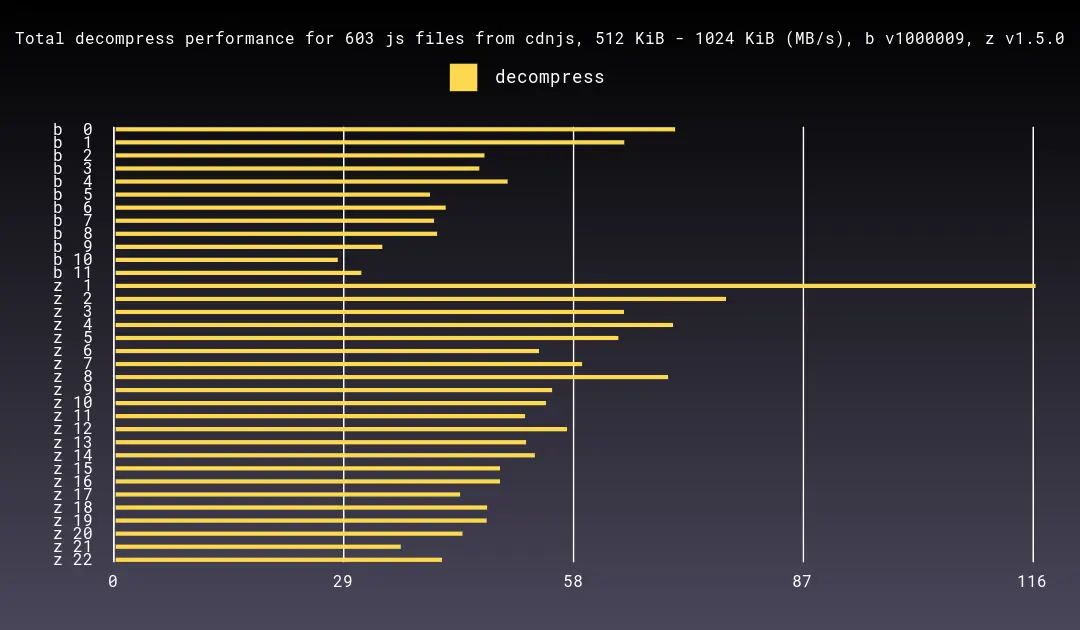 Total decompress performance for 603 js files from cdnjs, 512 KiB - 1024 KiB (MB/s), b v1000009, z v1.5.0
decompress
b 0
b 1
b 2
b 3
b 4
b 5
b 6
b 7
b 8
b 9
b 10
b 11
z 1
z 2
z 3
z 4
z 5
z 6
z 7
z 8
z 9
z 10
z 11
z 12
z 13
z 14
z 15
z 16
z 17
z 18
z 19
z 20
z 21
z 22
0 29 58 87 116